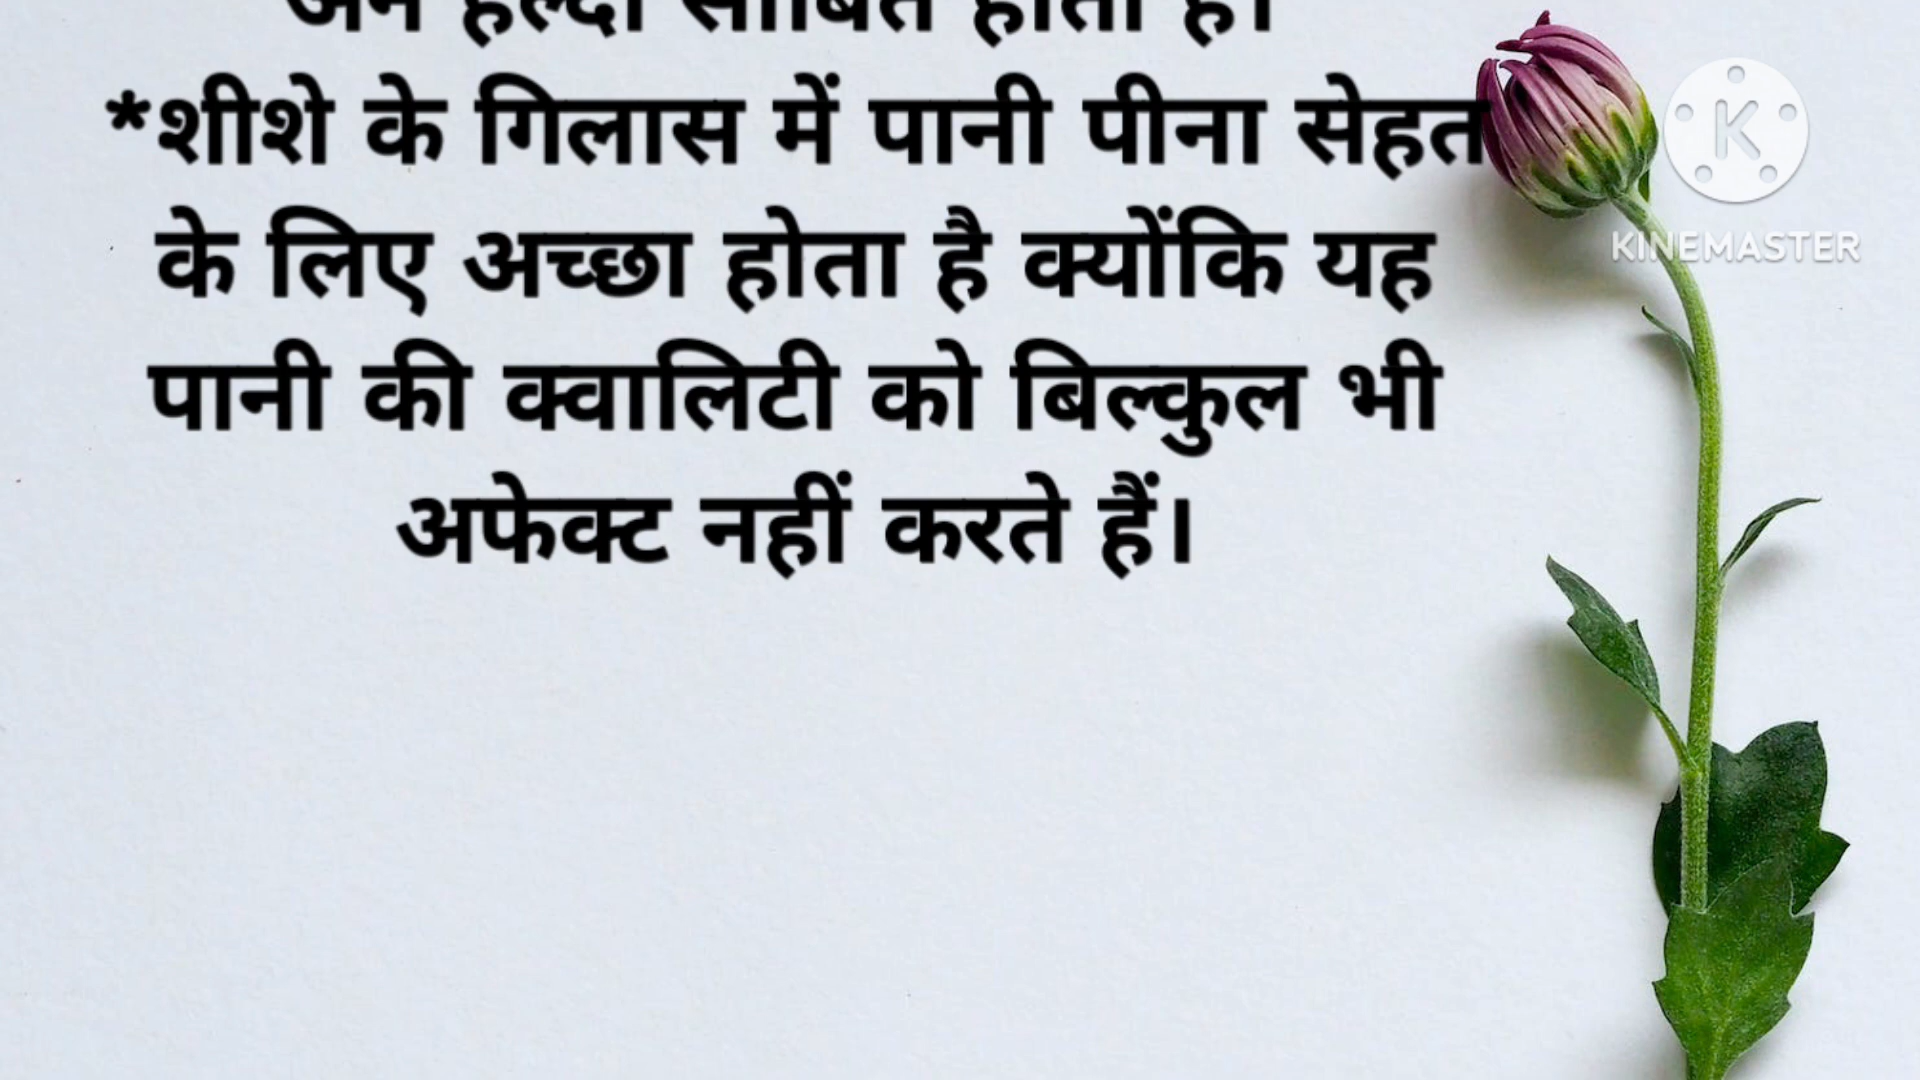 साबित होता है।
*शीशे के गिलास में पानी पीना सेहत
के लिए अच्छा होता है क्योंकि यह
पानी की क्वालिटी को बिल्कुल भी
अफेक्ट नहीं करते हैं।
K
KINEMASTER